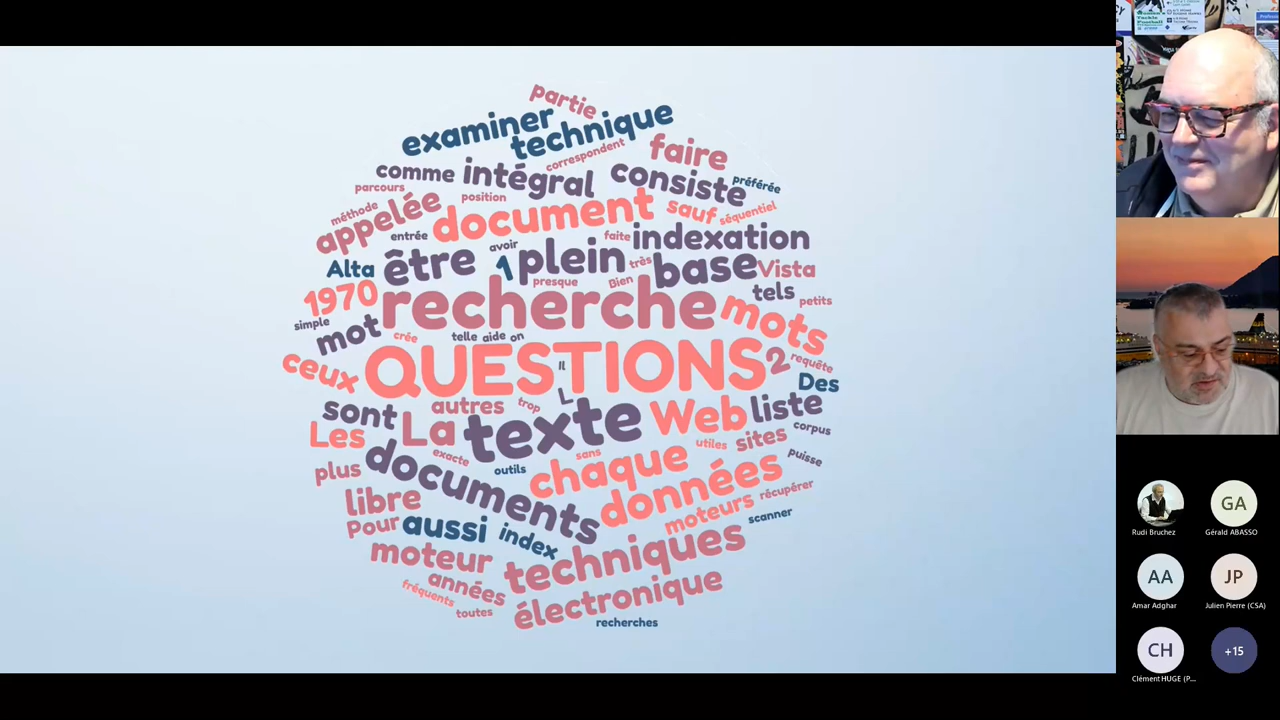 partie
examiner
technique
correspondent
faire
comme
intégral
consiste
préférée
parcours
position
appelée
méthode
document
sauf
séquentiel
entrée
avoir
faite
indexation
Alta
être
1
plein
très
base
Vista
presque
Bien
tels
petits
1970
recherche
mots
simple
mot
crée
telle
aide
on
ceux
QUESTIONS
2
requête
Il
Des
L
sont
autres
trop
texte
Web
liste
corpus
Les
La
exacte
outils
sans
utiles
sites
puisse
plus
documents
chaque
données
libre
récupérer
Pour
aussi
index
moteurs
scanner
moteur
techniques
années
fréquents
toutes
électronique
recherches
Rudi Bruchez
GA
Gérald ABASSO
AA
Amar Adghar
JP
Julien Pierre (CSA)
CH
Clément HUGE (P...
+15